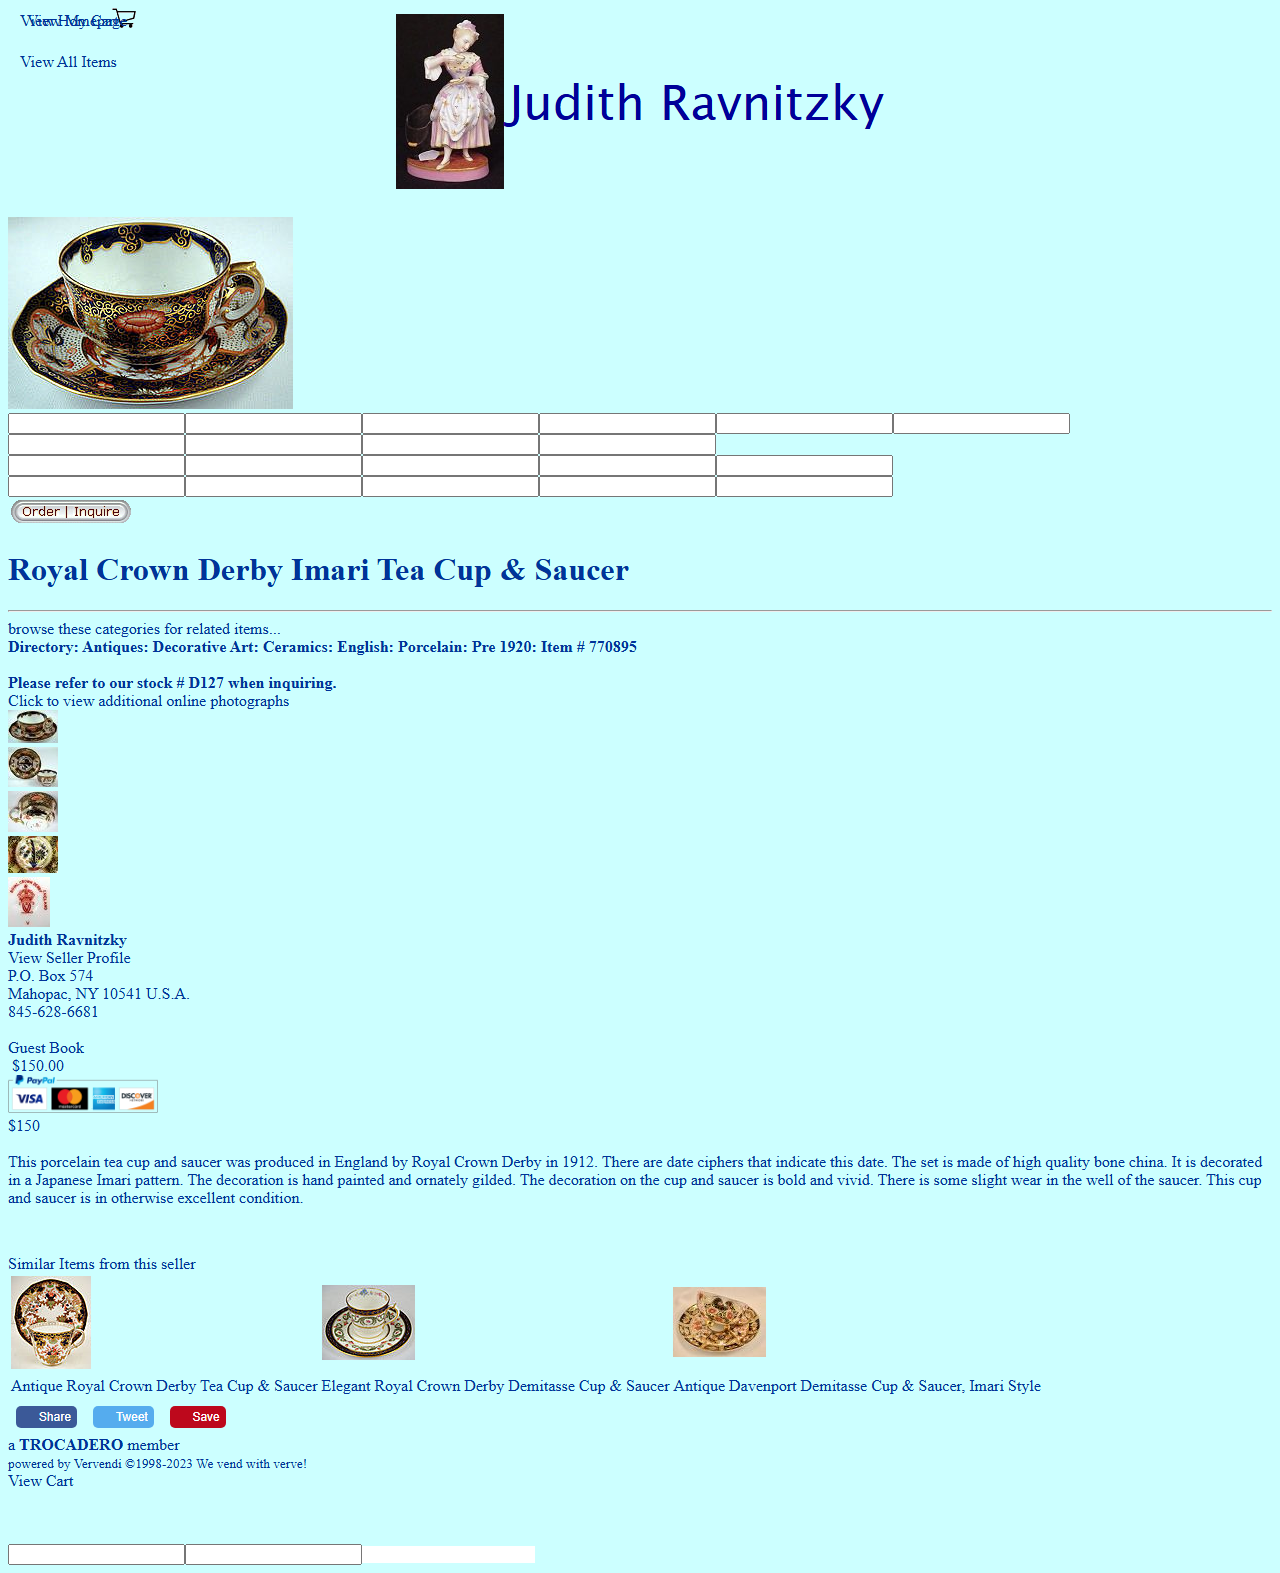 View Homepage
View My Cart
View All Items
Judith Ravnitzky
Order | Inquire
Royal Crown Derby Imari Tea Cup & Saucer
browse these categories for related items...
Directory: Antiques: Decorative Art: Ceramics: English: Porcelain: Pre 1920: Item # 770895
Please refer to our stock # D127 when inquiring.
Click to view additional online photographs
ROYAL CROWN DERBY ENGLAND
Judith Ravnitzky
View Seller Profile
P.O. Box 574
Mahopac, NY 10541 U.S.A.
845-628-6681
Guest Book
$150.00
PayPal
VISA mastercard DISCOVER
$150
This porcelain tea cup and saucer was produced in England by Royal Crown Derby in 1912. There are date ciphers that indicate this date. The set is made of high quality bone china. It is decorated
in a Japanese Imari pattern. The decoration is hand painted and ornately gilded. The decoration on the cup and saucer is bold and vivid. There is some slight wear in the well of the saucer. This cup
and saucer is in otherwise excellent condition.
Similar Items from this seller
Antique Royal Crown Derby Tea Cup & Saucer Elegant Royal Crown Derby Demitasse Cup & Saucer Antique Davenport Demitasse Cup & Saucer, Imari Style
Share Tweet Save
a TROCADERO member
powered by Vervendi ©1998-2023 We vend with verve!
View Cart